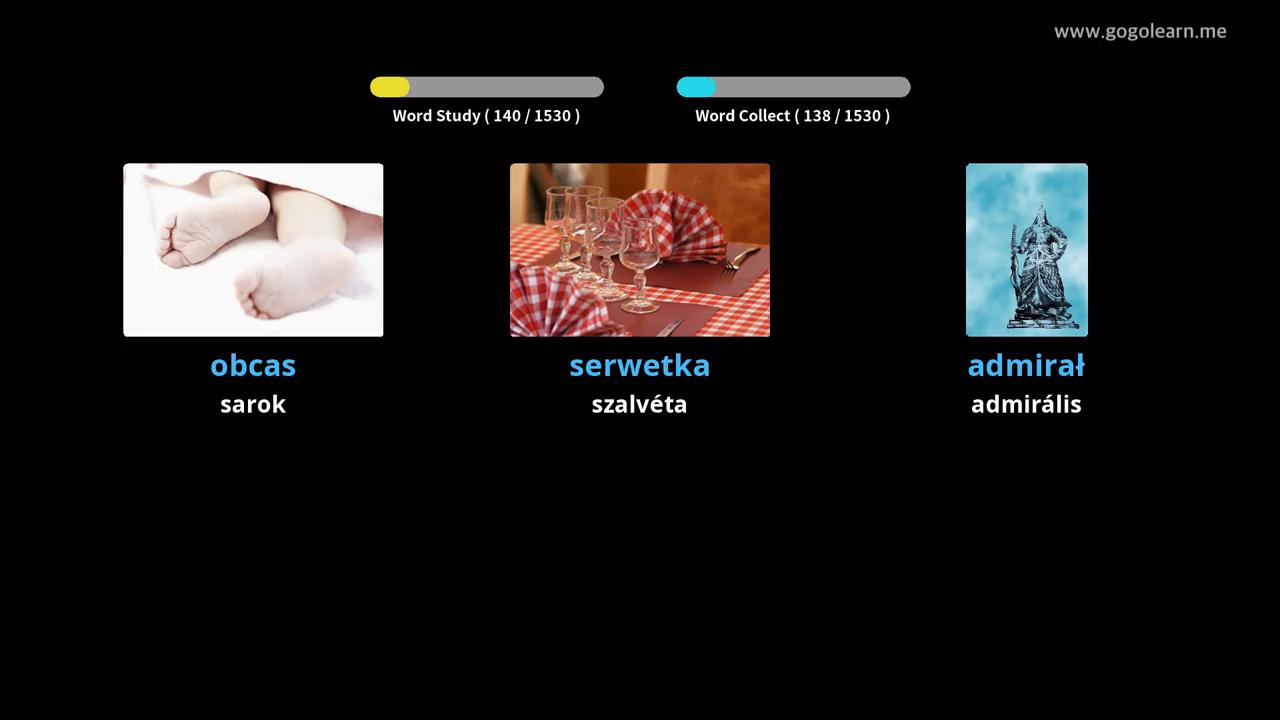 www.gogolearn.me
Word Study ( 140 / 1530 )
Word Collect ( 138 / 1530 )
obcas
serwetka
admirał
sarok
szalvéta
admirális